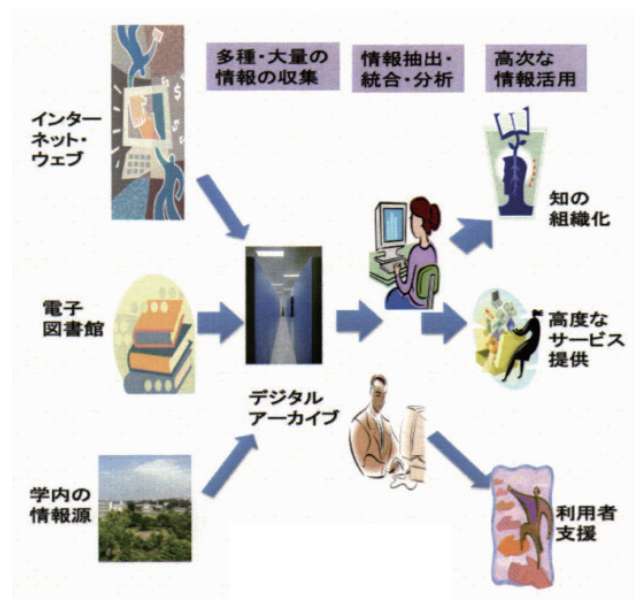 多種・大量の
情報の収集
情報抽出・
統合・分析
高次な
情報活用
インター
ネット・
ウェブ
知の
組織化
電子
図書館
高度な
サービス
提供
デジタル
アーカイブ
学内の
情報源
利用者
支援